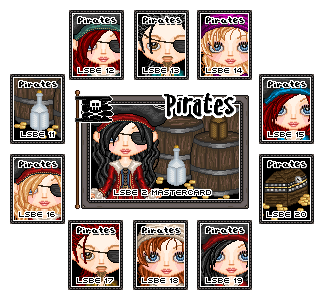 Pirates
LSBE 12
Pirates
LSBE 13
Pirates
LSBE 14
Pirates
LSBE 11
Pirates
LSBE 2 MASTERCARD
Pirates
LSBE 15
Pirates
LSBE 16
Pirates
LSBE 20
Pirates
LSBE 17
Pirates
LSBE 18
Pirates
LSBE 19